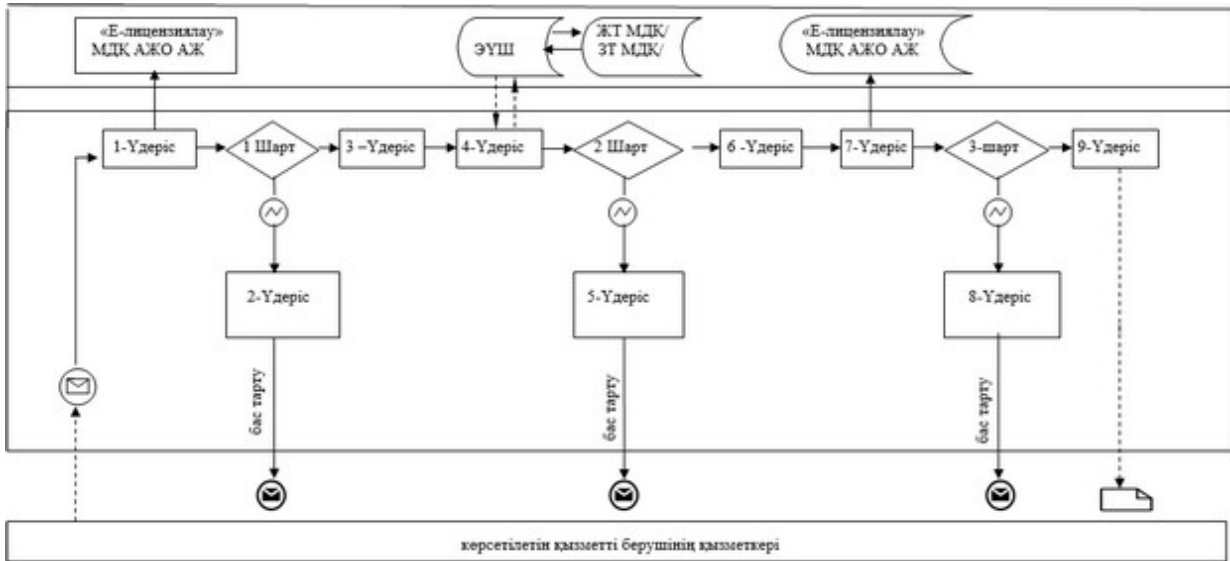 «Е-лицензиялау»
МДҚ АЖО АЖ
ЭҮШ
ЖТ МДҚ/
ЗТ МДҚ/
«Е-лицензиялау»
МДҚ АЖО АЖ
1-Үдеріс
1 Шарт
3 –Үдеріс
4-Үдеріс
2 Шарт
6 -Үдеріс
7-Үдеріс
3-шарт
9-Үдеріс
2-Үдеріс
5-Үдеріс
8-Үдеріс
бас тарту
бас тарту
бас тарту
көрсетілетін қызметті берушінің қызметкері